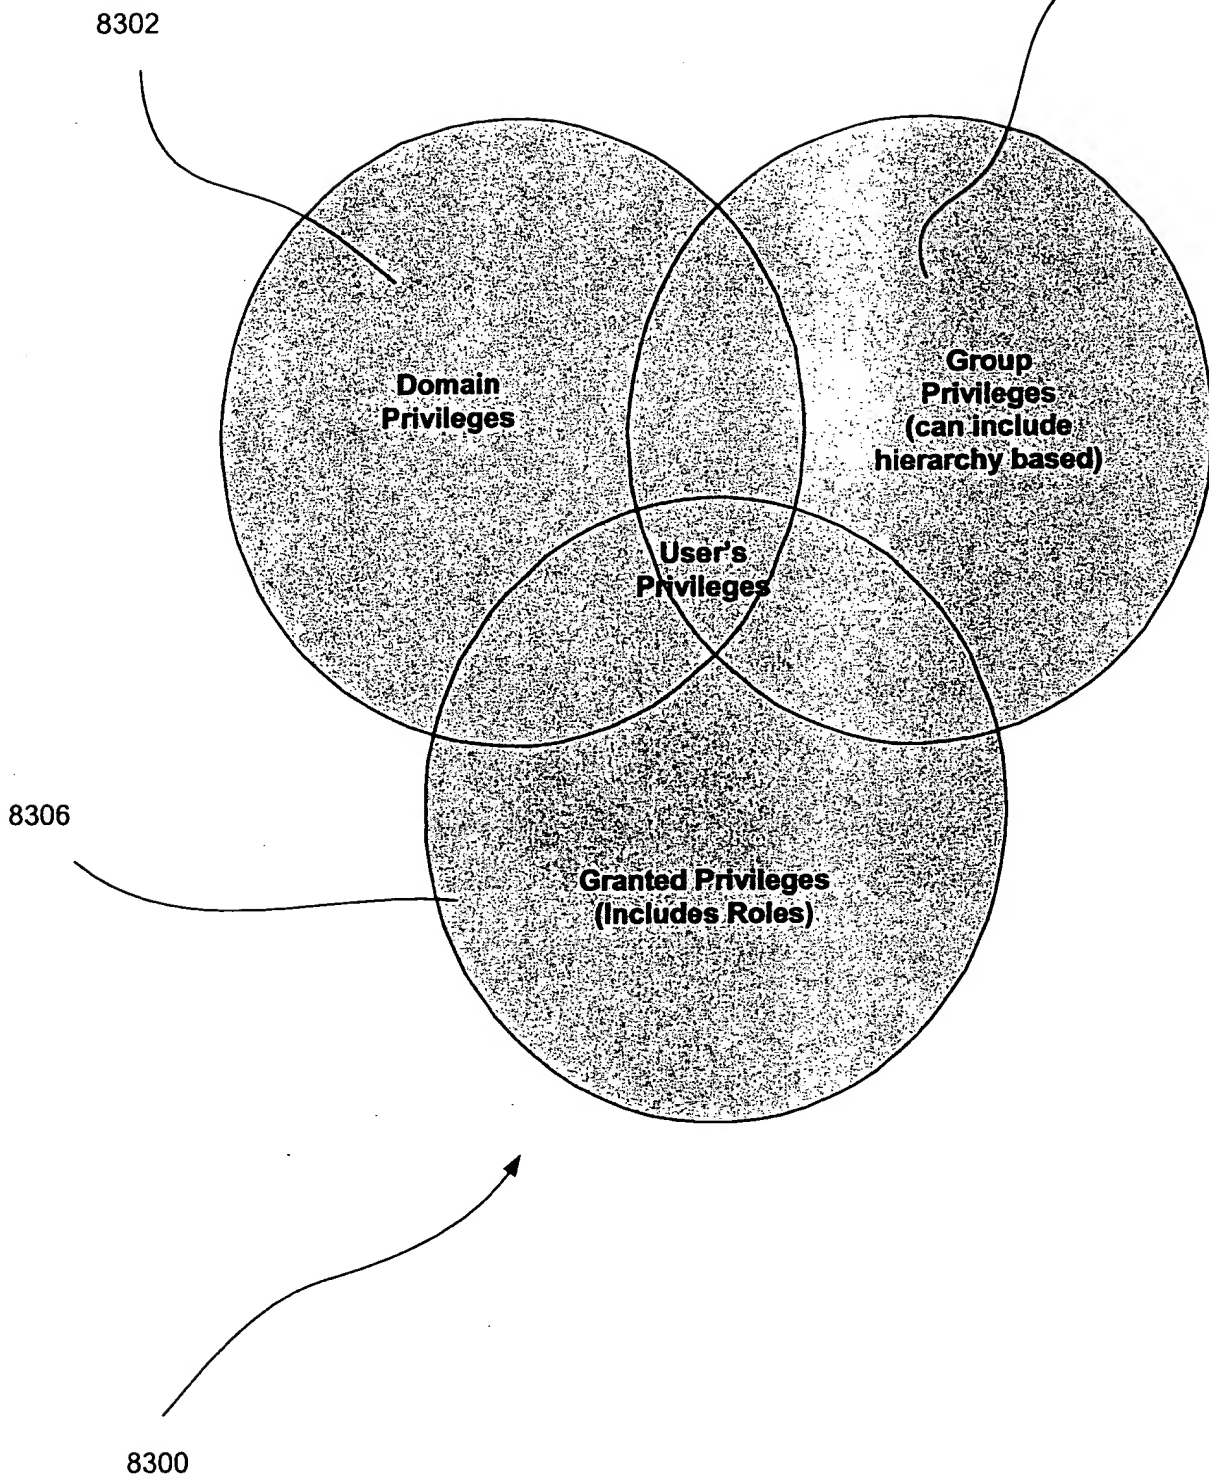 8302
Domain
Privileges
Group
Privileges
(can include
hierarchy based)
User's
Privileges
8306
Granted Privileges
(Includes Roles)
8300